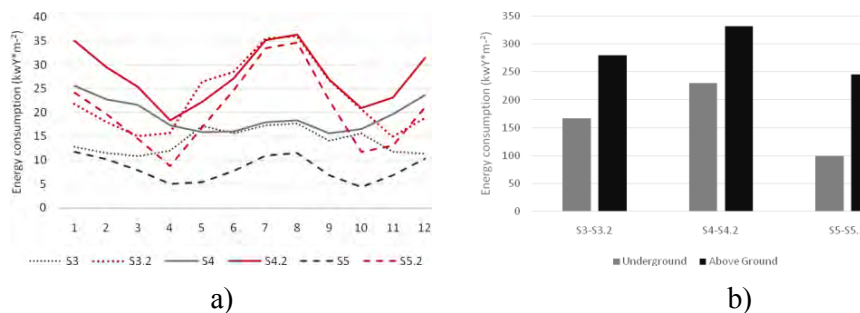 Energy consumption (kwY*m-2)
40
35
30
25
20
15
10
5
0
1 2 3 4 5 6 7 8 9 10 11 12
S3 S3.2 S4 S4.2 S5 S5.2
a)
Energy consumption (kwY*m-2)
350
300
250
200
150
100
50
0
S3-S3.2 S4-S4.2 S5-S5.
Underground Above Ground
b)